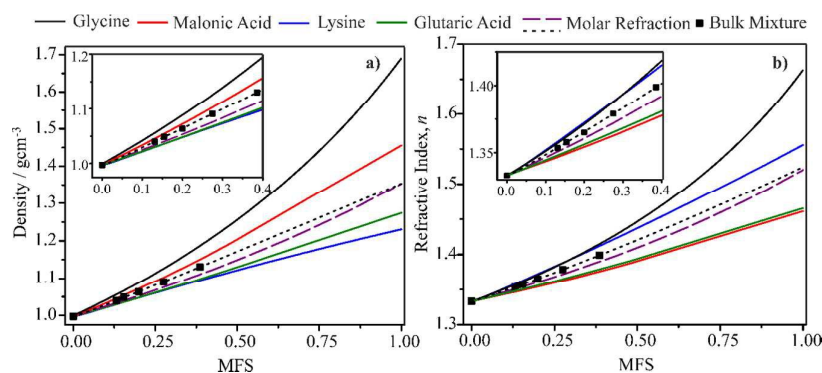 Glycine Malonic Acid Lysine Glutaric Acid Molar Refraction Bulk Mixture
a)
1.7
1.6
1.5
1.4
1.3
1.2
1.1
1.0
Density / gcm⁻³
0.00 0.25 0.50 0.75 1.00
MFS
1.2
1.1
1.0
0.0 0.1 0.2 0.3 0.4
b)
1.7
1.6
1.5
1.4
1.3
Refractive Index, n
0.00 0.25 0.50 0.75 1.00
MFS
1.40
1.35
0.0 0.1 0.2 0.3 0.4